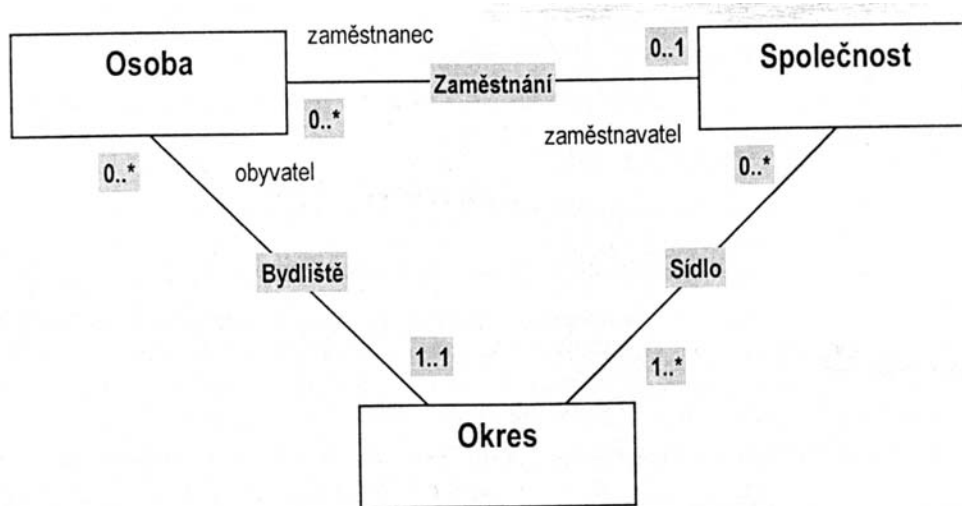 zaměstnanec
Osoba
0..1
Společnost
Zaměstnání
0..*
zaměstnavatel
0..*
obyvatel
0..*
Bydliště
Sídlo
1..1
1..*
Okres